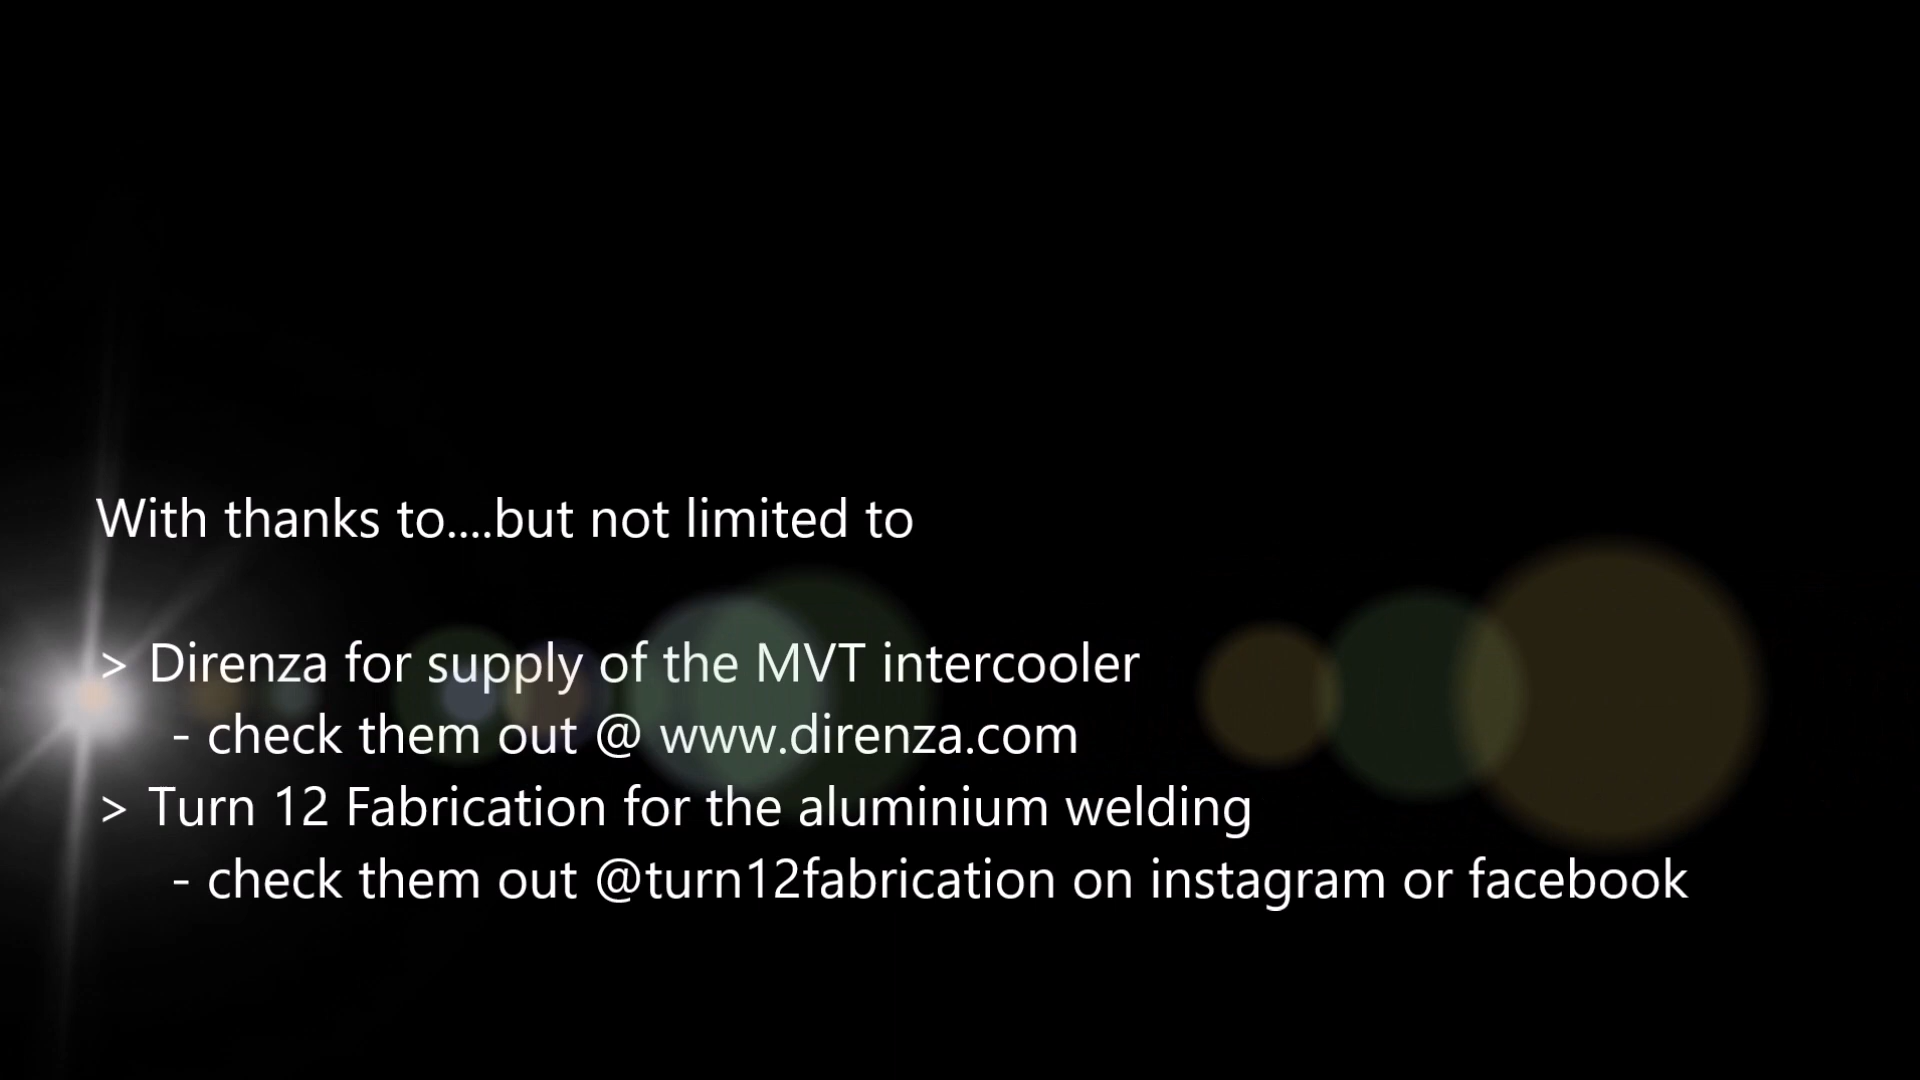 With thanks to....but not limited to
> Direnza for supply of the MVT intercooler
- check them out @ www.direnza.com
> Turn 12 Fabrication for the aluminium welding
- check them out @turn12fabrication on instagram or facebook